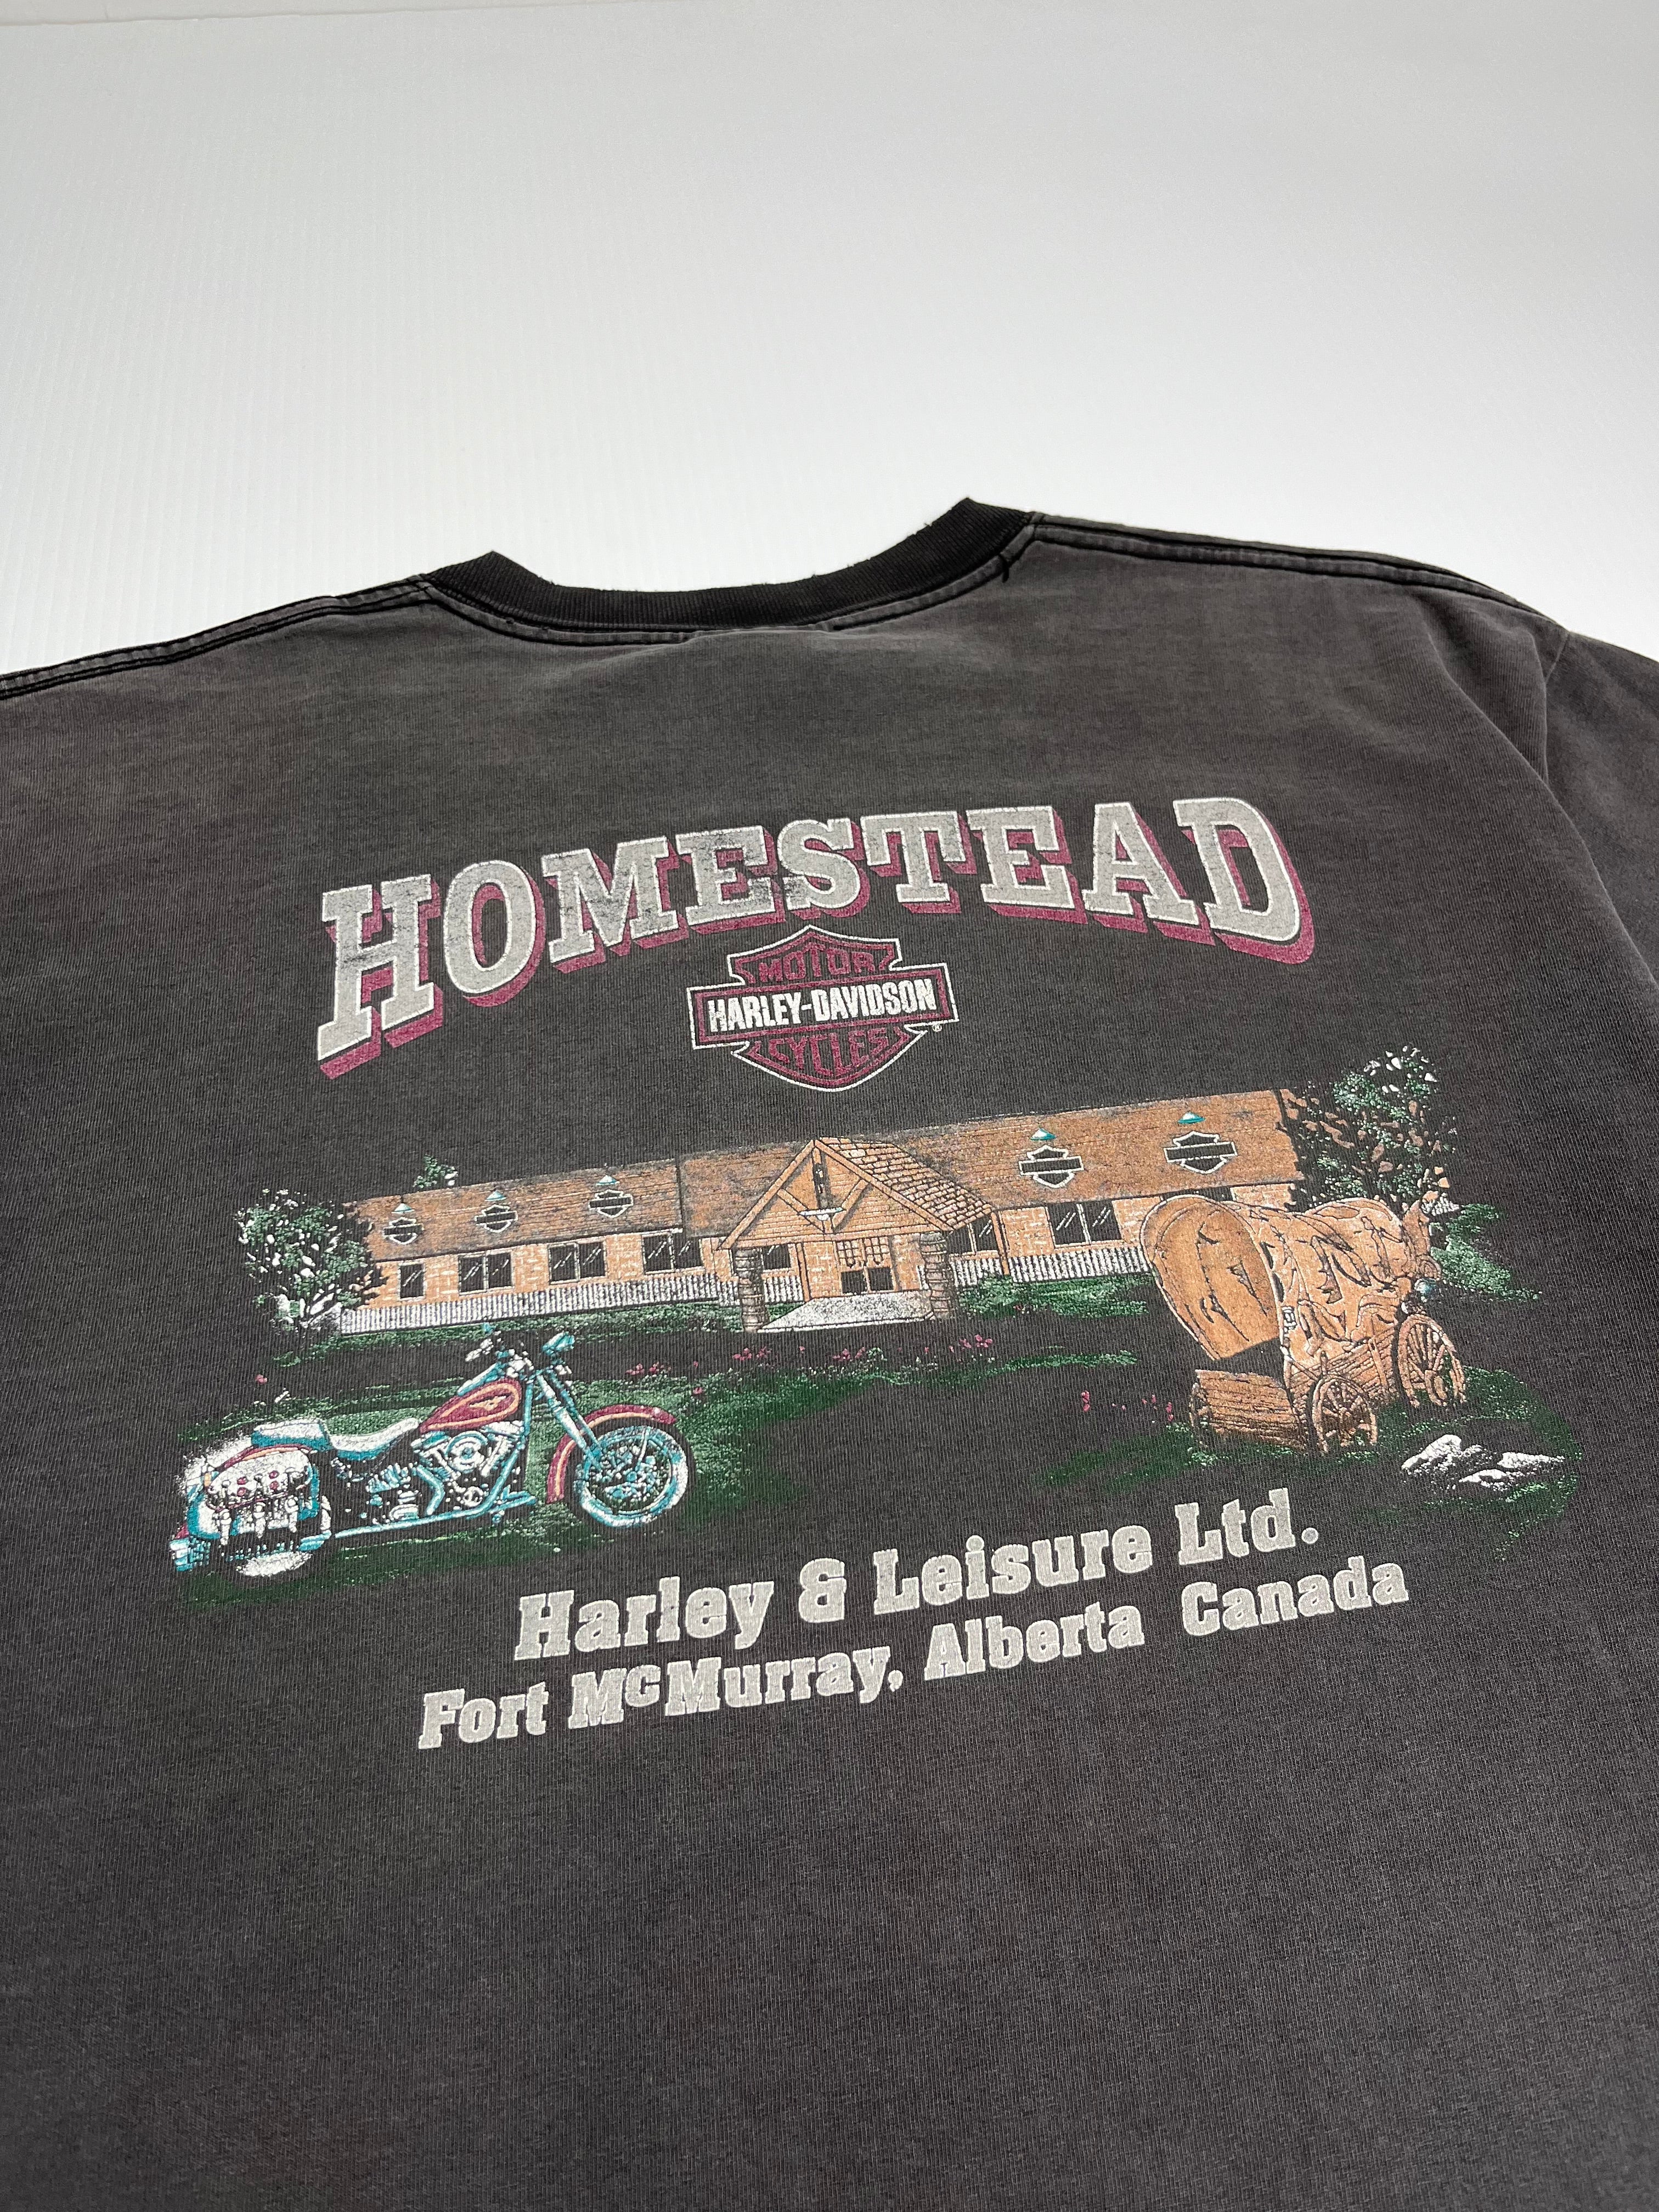 HOMESTEAD
MOTOR
HARLEY-DAVIDSON
CYCLES
Harley & Leisure Ltd.
Fort McMurray, Alberta Canada